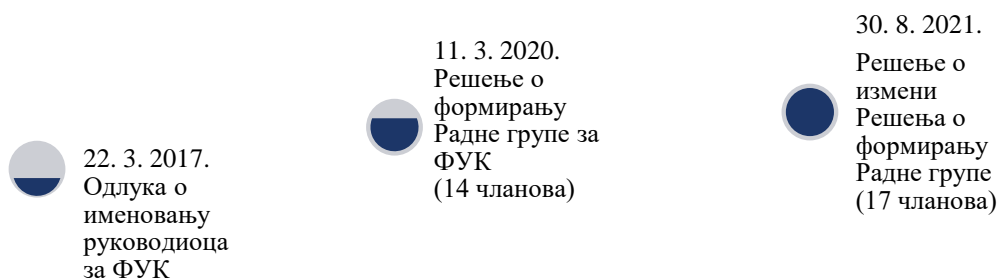 22. 3. 2017.
Одлука о
именовању
руководиоца
за ФУК
11. 3. 2020.
Решење о
формирању
Радне групе за
ФУК
(14 чланова)
30. 8. 2021.
Решење о
измени
Решења о
формирању
Радне групе
(17 чланова)